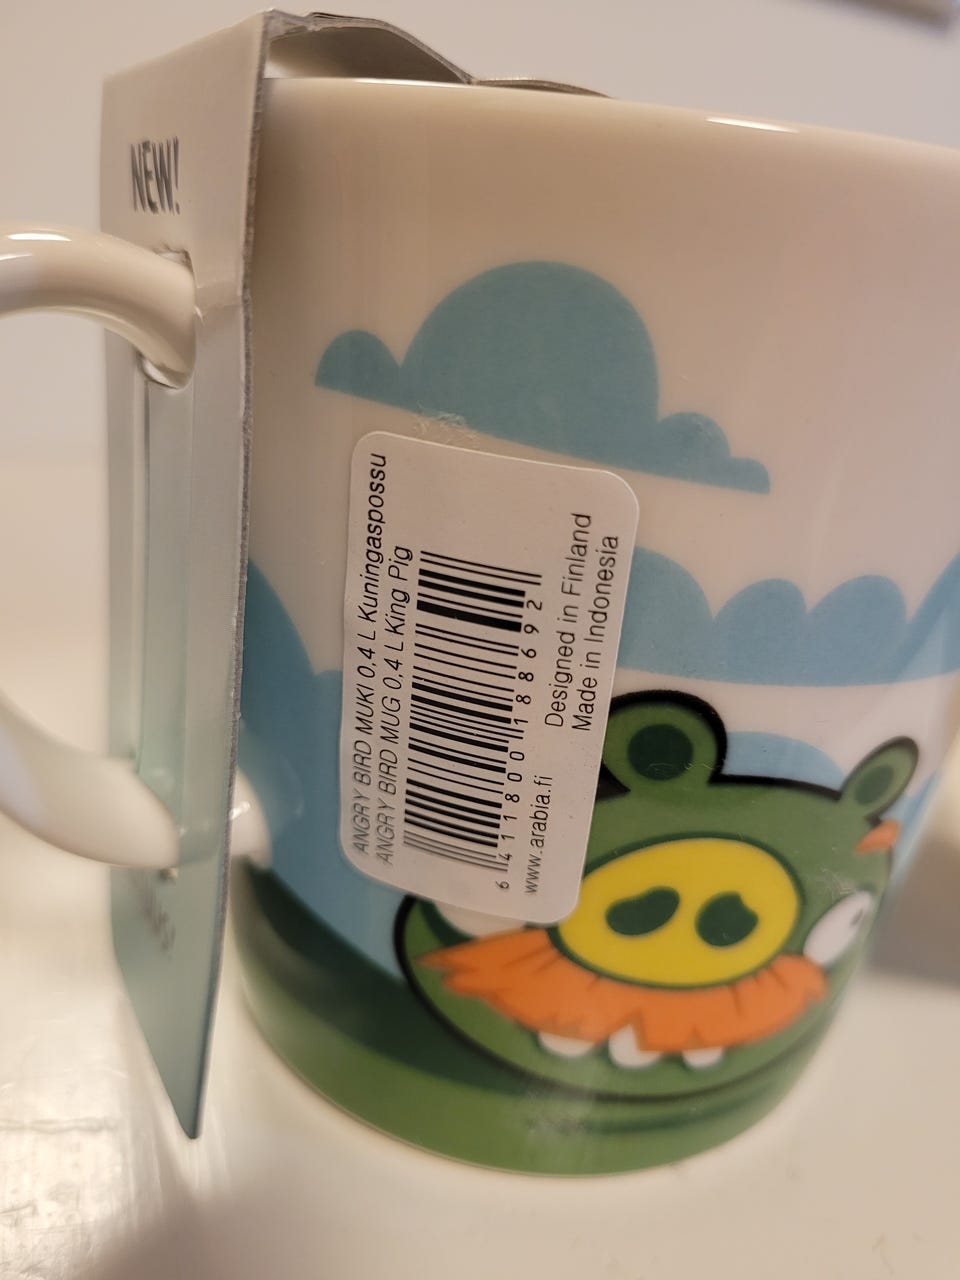 NEW!
ANGRY BIRD MUKI 0,4 L Kuningaspossu
ANGRY BIRD MUG 0,4 L King Pig
6 411800 188692
www.arabia.fi
Designed in Finland
Made in Indonesia